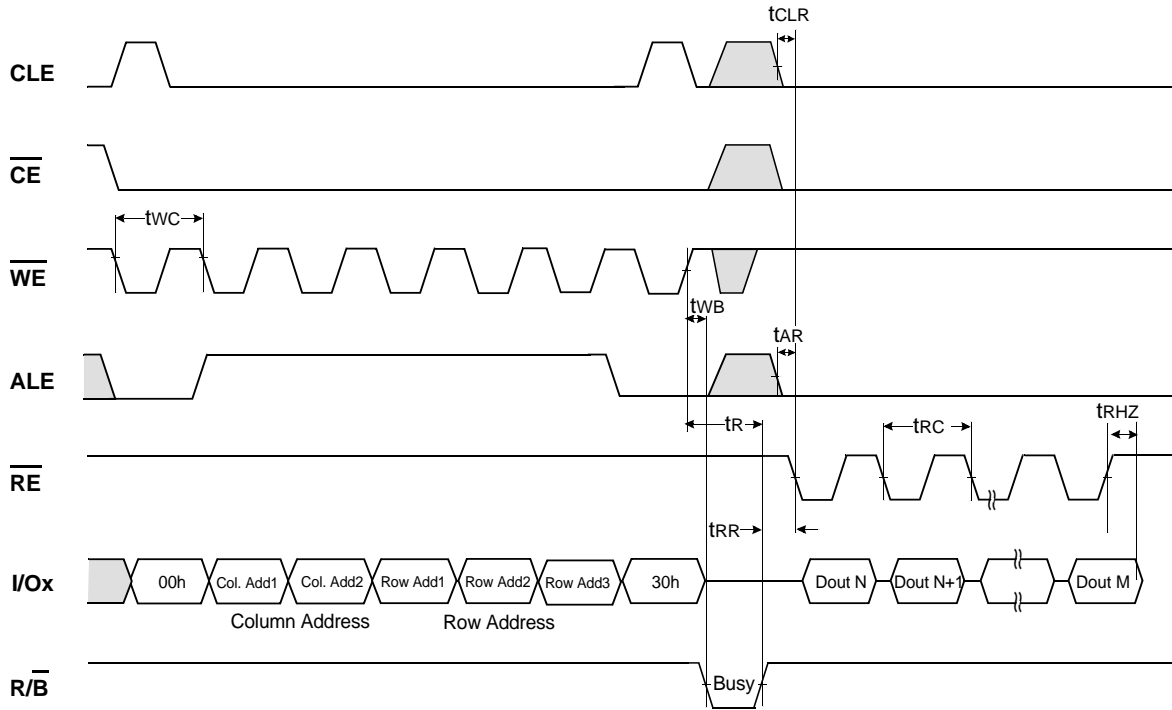 tCLR
CLE
CE
tWC
WE
tWB
tAR
ALE
tR
tRC
tRHZ
RE
tRR
I/Ox
00h
Col. Add1
Col. Add2
Row Add1
Row Add2
Row Add3
30h
Dout N
Dout N+1
Dout M
Column Address
Row Address
R/B
Busy